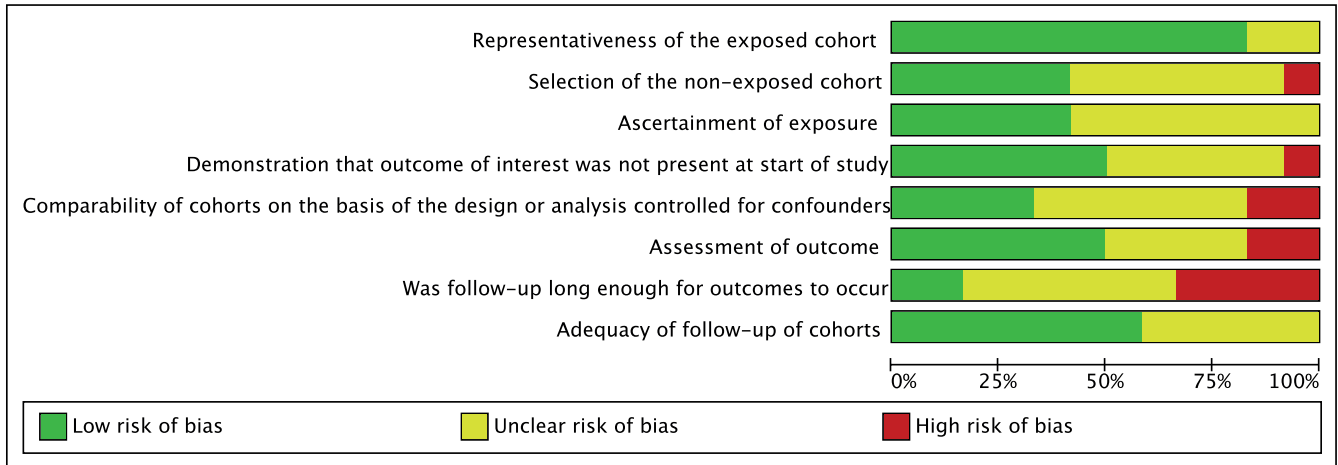 Representativeness of the exposed cohort
Selection of the non-exposed cohort
Ascertainment of exposure
Demonstration that outcome of interest was not present at start of study
Comparability of cohorts on the basis of the design or analysis controlled for confounders
Assessment of outcome
Was follow-up long enough for outcomes to occur
Adequacy of follow-up of cohorts
0% 25% 50% 75% 100%
Low risk of bias Unclear risk of bias High risk of bias